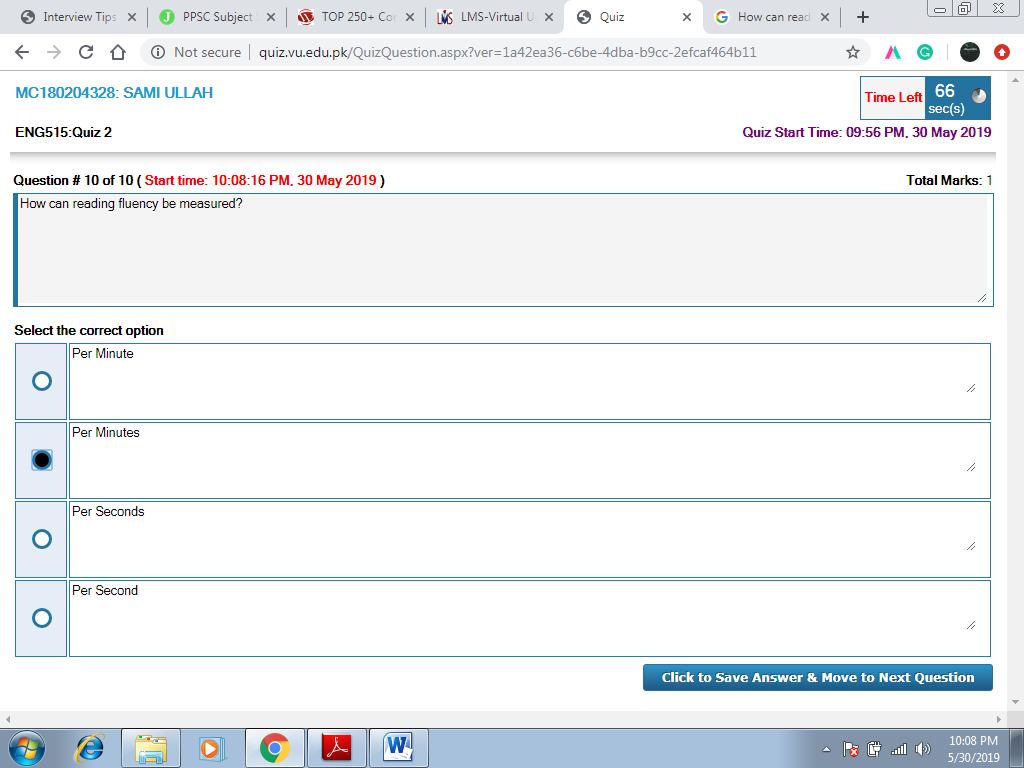 Interview Tips
PPSC Subject
TOP 250+ Co
LMS-Virtual U
Quiz
How can read
Not secure | quiz.vu.edu.pk/QuizQuestion.aspx?ver=1a42ea36-c6be-4dba-b9cc-2efcaf464b11
MC180204328: SAMI ULLAH
Time Left 66 sec(s)
ENG515:Quiz 2
Quiz Start Time: 09:56 PM, 30 May 2019
Question # 10 of 10 ( Start time: 10:08:16 PM, 30 May 2019 )
Total Marks: 1
How can reading fluency be measured?
Select the correct option
Per Minute
Per Minutes
Per Seconds
Per Second
Click to Save Answer & Move to Next Question
10:08 PM
5/30/2019